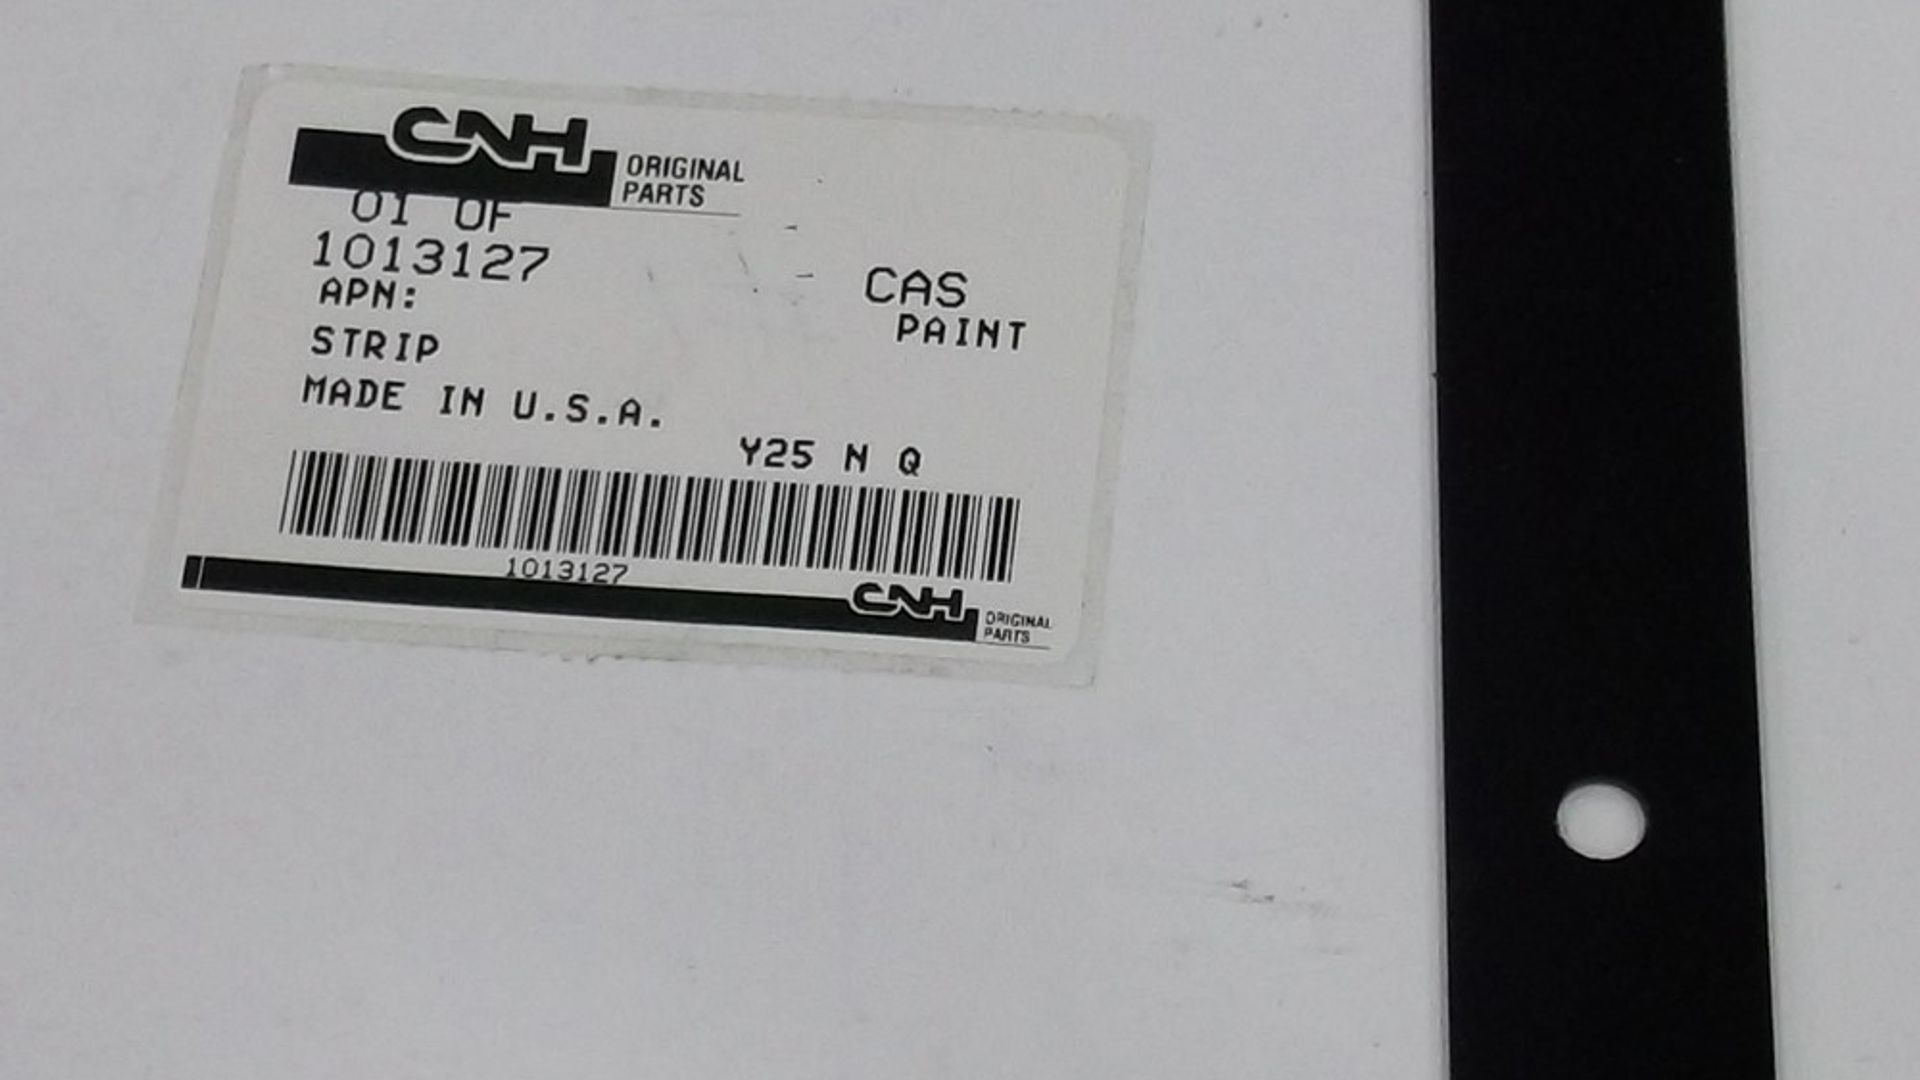 CNH ORIGINAL
PARTS
01 OF
1013127
CAS
APN:
PAINT
STRIP
MADE IN U.S.A.
Y25 N Q
1013127
CNH ORIGINAL
PARTS